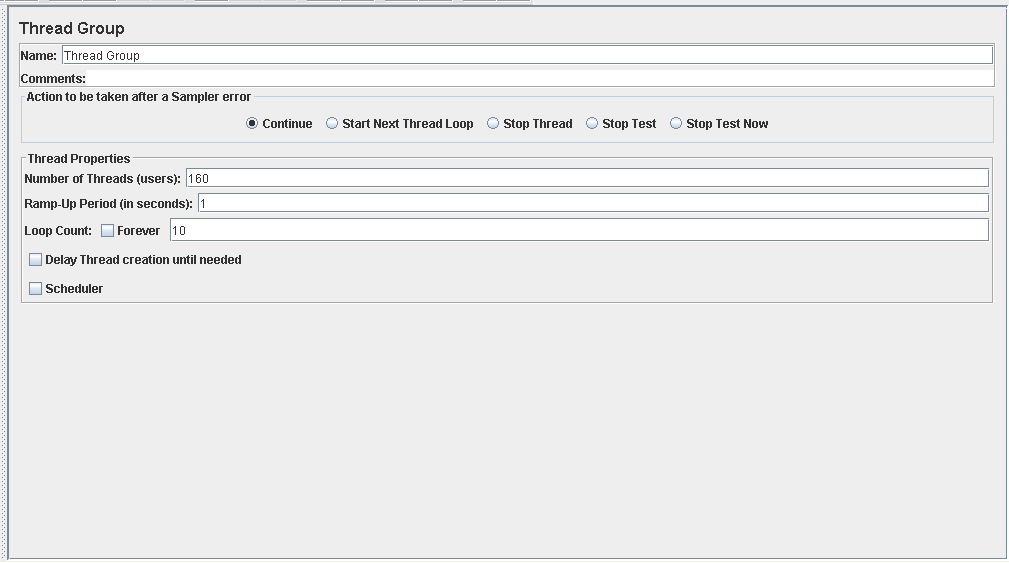 Thread Group
Name: Thread Group
Comments:
Action to be taken after a Sampler error
Continue Start Next Thread Loop Stop Thread Stop Test Stop Test Now
Thread Properties
Number of Threads (users): 160
Ramp-Up Period (in seconds): 1
Loop Count: Forever 10
Delay Thread creation until needed
Scheduler